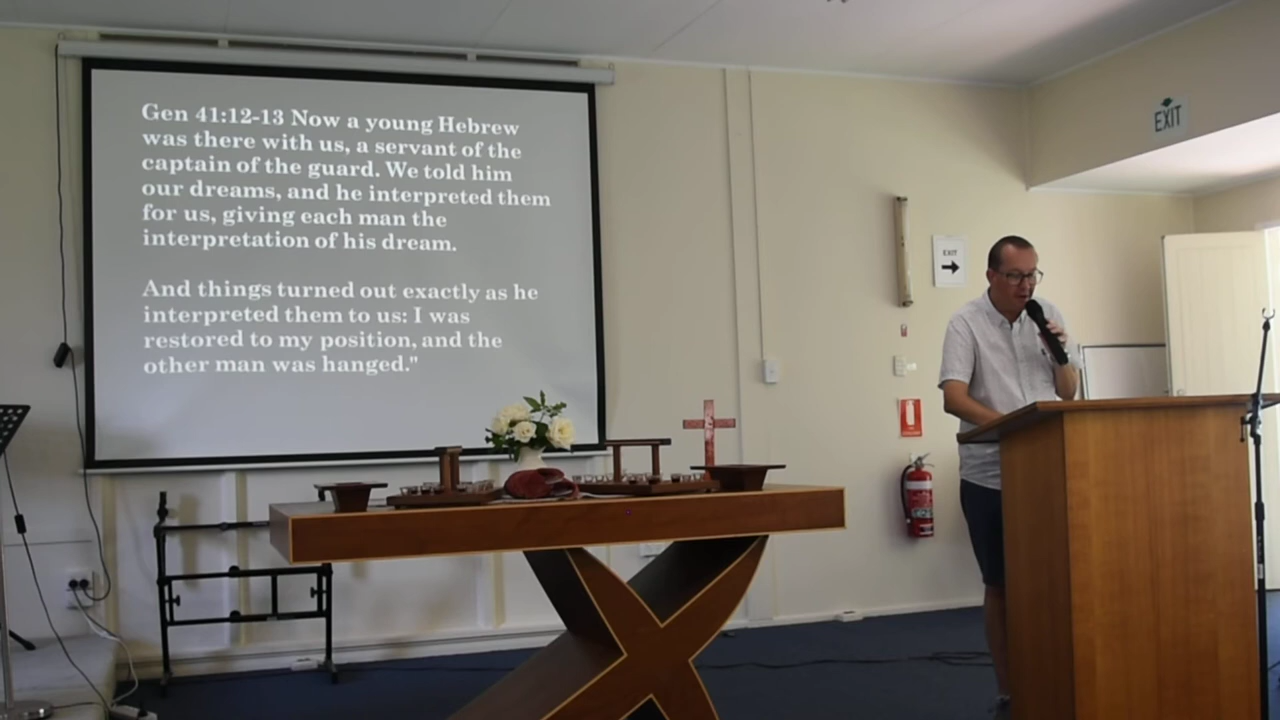 Gen 41:12-13 Now a young Hebrew
was there with us, a servant of the
captain of the guard. We told him
our dreams, and he interpreted them
for us, giving each man the
interpretation of his dream.
And things turned out exactly as he
interpreted them to us: I was
restored to my position, and the
other man was hanged."
EXIT
EXIT